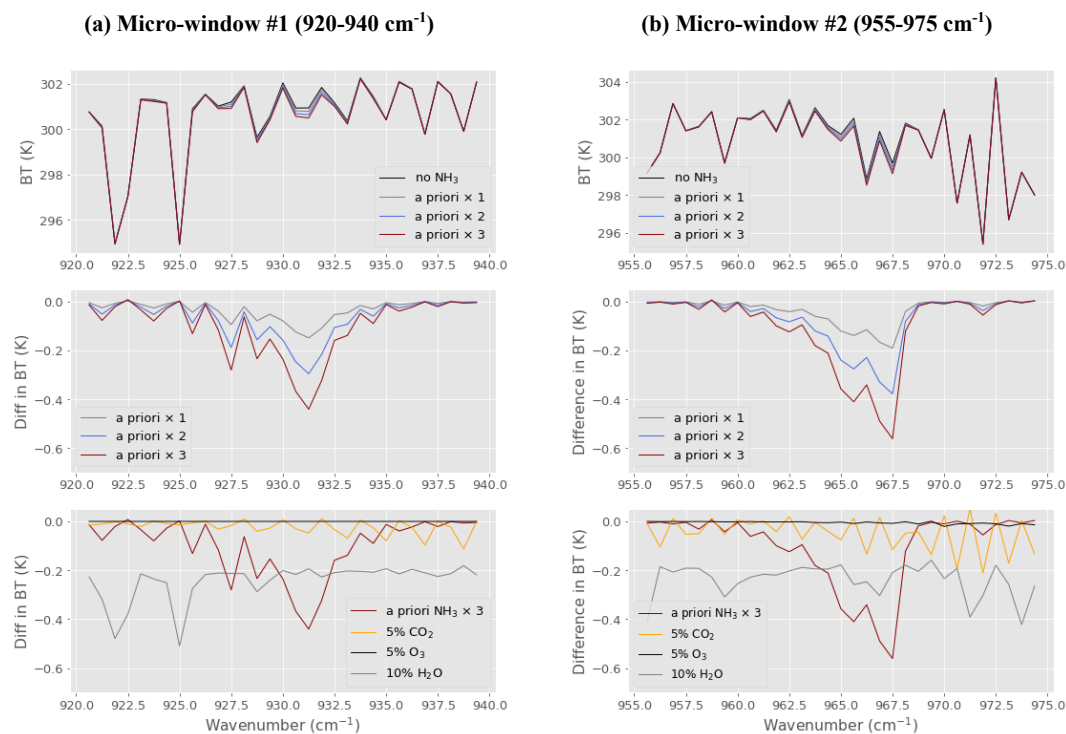 (a) Micro-window #1 (920-940 cm⁻¹)
BT (K)
302
300
298
296
no NH₃
a priori × 1
a priori × 2
a priori × 3
920.0 922.5 925.0 927.5 930.0 932.5 935.0 937.5 940.0
Diff in BT (K)
0.0
−0.2
−0.4
−0.6
a priori × 1
a priori × 2
a priori × 3
920.0 922.5 925.0 927.5 930.0 932.5 935.0 937.5 940.0
Diff in BT (K)
0.0
−0.2
−0.4
−0.6
a priori NH₃ × 3
5% CO₂
5% O₃
10% H₂O
920.0 922.5 925.0 927.5 930.0 932.5 935.0 937.5 940.0
Wavenumber (cm⁻¹)
(b) Micro-window #2 (955-975 cm⁻¹)
BT (K)
304
302
300
298
296
no NH₃
a priori × 1
a priori × 2
a priori × 3
955.0 957.5 960.0 962.5 965.0 967.5 970.0 972.5 975.0
Difference in BT (K)
0.0
−0.2
−0.4
−0.6
a priori × 1
a priori × 2
a priori × 3
955.0 957.5 960.0 962.5 965.0 967.5 970.0 972.5 975.0
Difference in BT (K)
0.0
−0.2
−0.4
−0.6
a priori NH₃ × 3
5% CO₂
5% O₃
10% H₂O
955.0 957.5 960.0 962.5 965.0 967.5 970.0 972.5 975.0
Wavenumber (cm⁻¹)